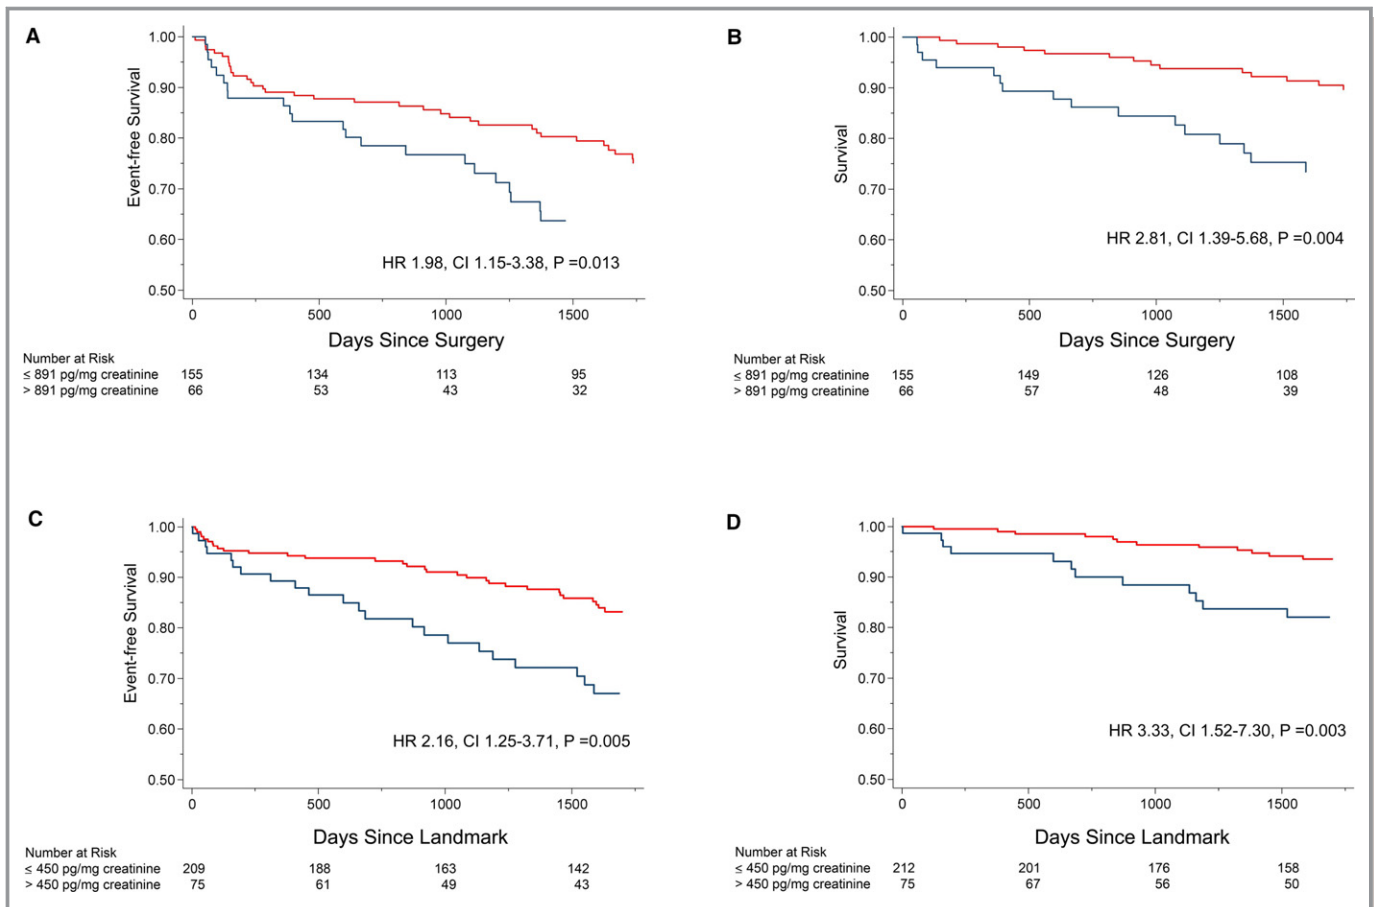 A
1.00
0.90
0.80
0.70
0.60
0.50
Event-free Survival
HR 1.98, CI 1.15-3.38, P =0.013
0 500 1000 1500
Days Since Surgery
Number at Risk
≤ 891 pg/mg creatinine 155 134 113 95
> 891 pg/mg creatinine 66 53 43 32
B
1.00
0.90
0.80
0.70
0.60
0.50
Survival
HR 2.81, CI 1.39-5.68, P =0.004
0 500 1000 1500
Days Since Surgery
Number at Risk
≤ 891 pg/mg creatinine 155 149 126 108
> 891 pg/mg creatinine 66 57 48 39
C
1.00
0.90
0.80
0.70
0.60
0.50
Event-free Survival
HR 2.16, CI 1.25-3.71, P =0.005
0 500 1000 1500
Days Since Landmark
Number at Risk
≤ 450 pg/mg creatinine 209 188 163 142
> 450 pg/mg creatinine 75 61 49 43
D
1.00
0.90
0.80
0.70
0.60
0.50
Survival
HR 3.33, CI 1.52-7.30, P =0.003
0 500 1000 1500
Days Since Landmark
Number at Risk
≤ 450 pg/mg creatinine 212 201 176 158
> 450 pg/mg creatinine 75 67 56 50